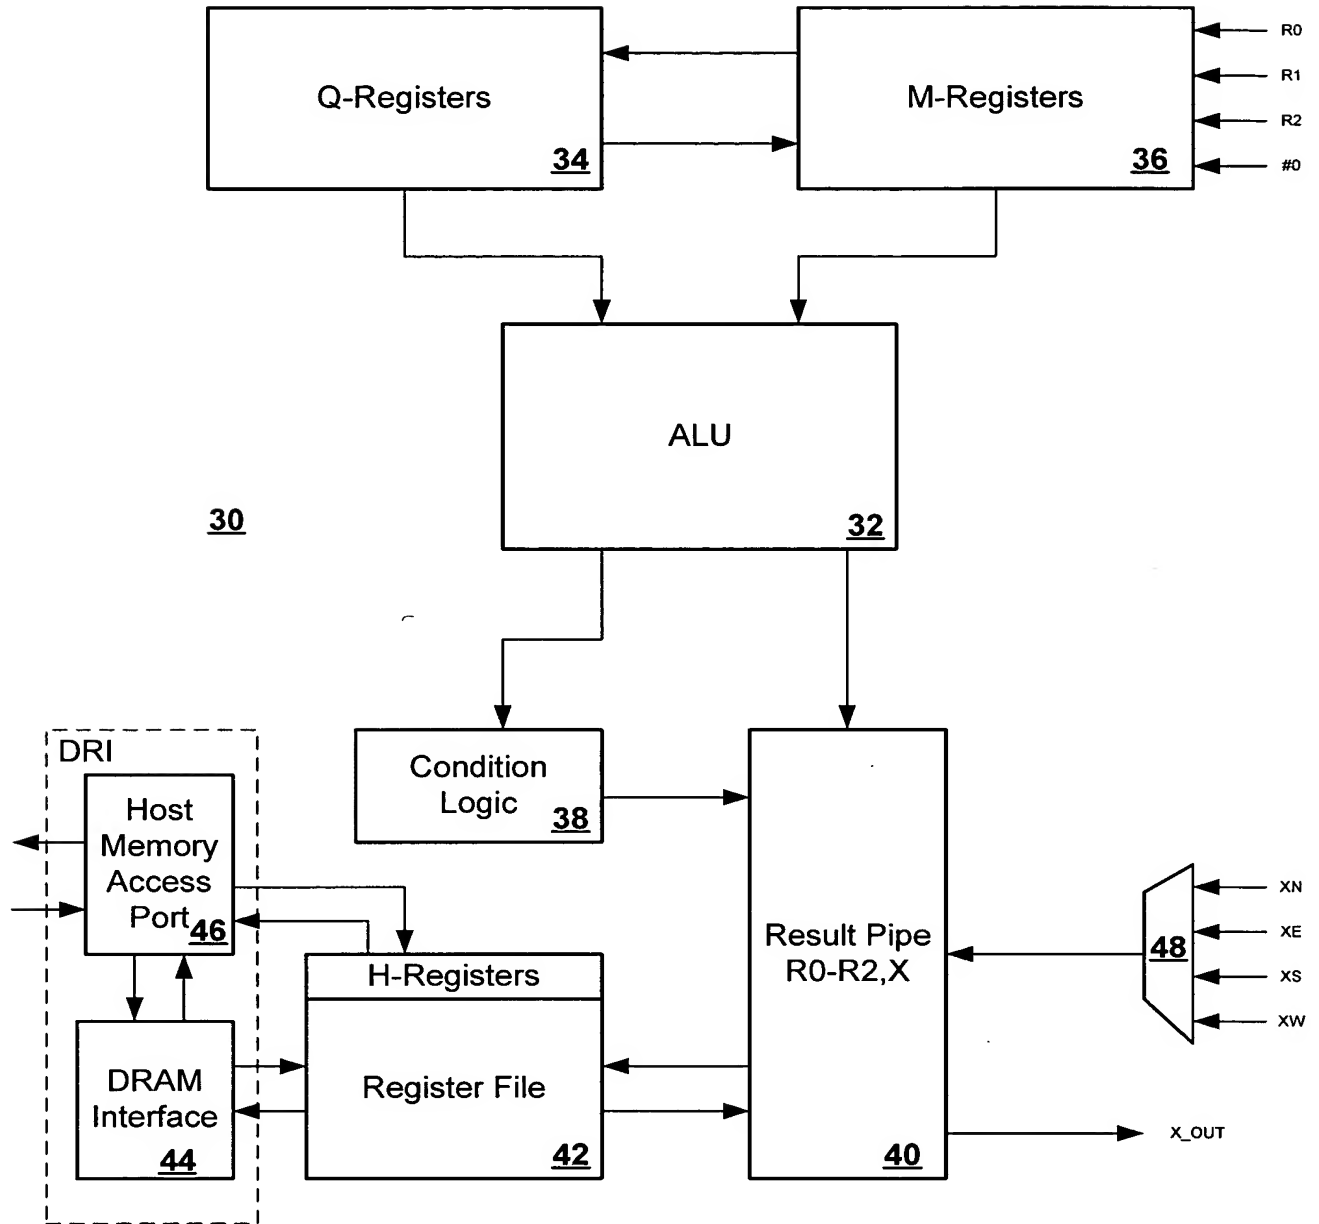 Q-Registers
34
M-Registers
36
R0
R1
R2
#0
ALU
32
30
DRI
Host
Memory
Access
Port
46
Condition
Logic
38
H-Registers
Register File
42
DRAM
Interface
44
Result Pipe
R0-R2,X
40
48
XN
XE
XS
XW
X_OUT